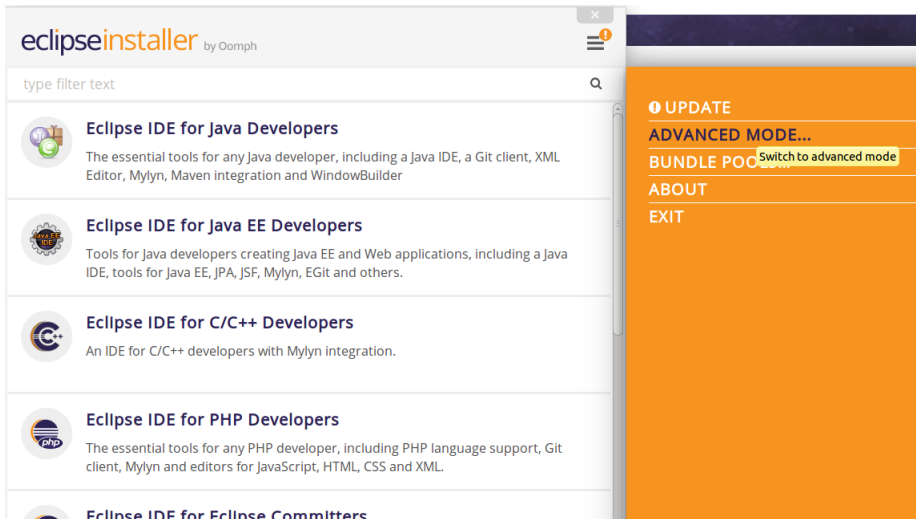 eclipseinstaller by Oomph
type filter text
Eclipse IDE for Java Developers
The essential tools for any Java developer, including a Java IDE, a Git client, XML
Editor, Mylyn, Maven integration and WindowBuilder
Java EE
IDE
Eclipse IDE for Java EE Developers
Tools for Java developers creating Java EE and Web applications, including a Java
IDE, tools for Java EE, JPA, JSF, Mylyn, EGit and others.
C++
Eclipse IDE for C/C++ Developers
An IDE for C/C++ developers with Mylyn integration.
php
Eclipse IDE for PHP Developers
The essential tools for any PHP developer, including PHP language support, Git
client, Mylyn and editors for JavaScript, HTML, CSS and XML.
Eclipse IDE for Eclipse Committers
UPDATE
ADVANCED MODE...
Switch to advanced mode
BUNDLE
ABOUT
EXIT